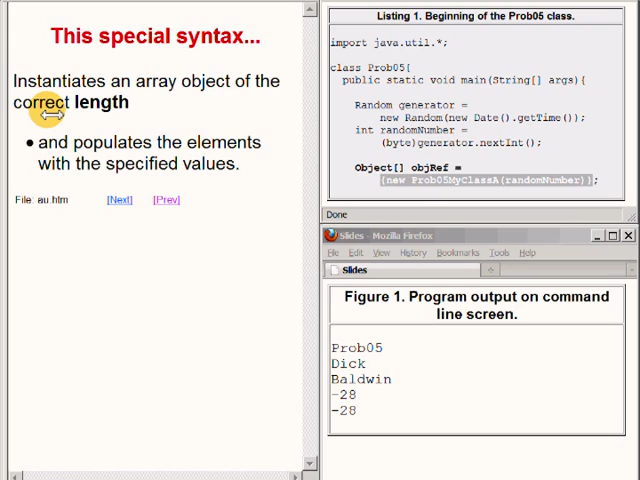 This special syntax...
Instantiates an array object of the
correct length
• and populates the elements
with the specified values.
File: au.htm [Next] [Prev]
Listing 1. Beginning of the Prob05 class.
import java.util.*;
class Prob05{
public static void main(String[] args){
Random generator =
new Random(new Date().getTime());
int randomNumber =
(byte)generator.nextInt();
Object[] objRef =
{new Prob05MyClassA(randomNumber)};
Done
Slides - Mozilla Firefox
File Edit View History Bookmarks Tools Help
Slides
Figure 1. Program output on command
line screen.
Prob05
Dick
Baldwin
-28
-28